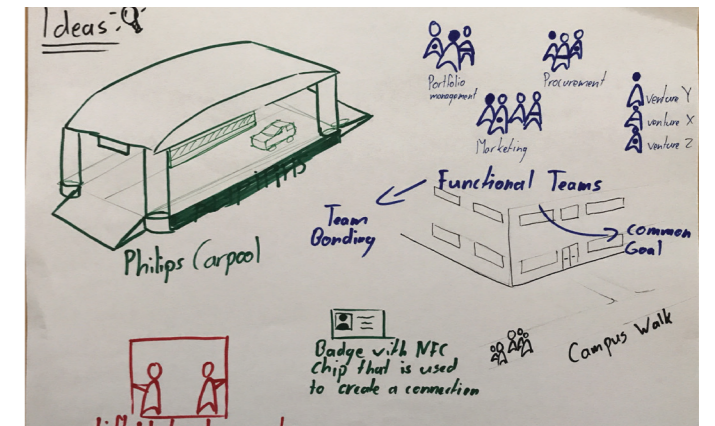 Ideas:
Portfolio
management
Procurement
Marketing
venture Y
venture X
venture Z
Functional Teams
Team
Bonding
common
Goal
Philips Carpool
Badge with NFC
chip that is used
to create a connection
Campus Walk